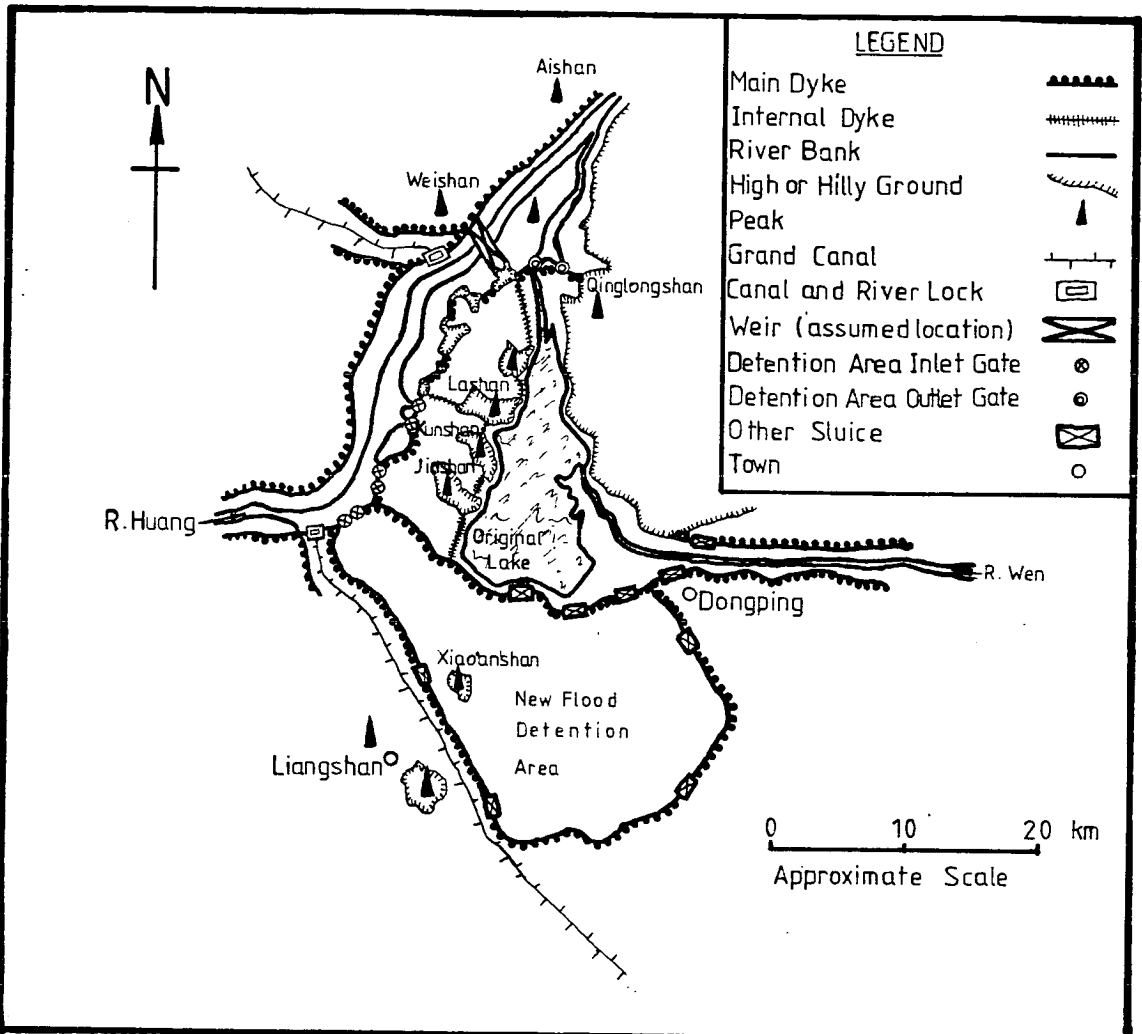 LEGEND
Main Dyke
Internal Dyke
River Bank
High or Hilly Ground
Peak
Grand Canal
Canal and River Lock
Weir (assumed location)
Detention Area Inlet Gate
Detention Area Outlet Gate
Other Sluice
Town
N
Aishan
Weishan
Qinglongshan
Lashan
Kunshan
Jinshan
R. Huang
Original
Lake
R. Wen
Dongping
Xiaoanshan
New Flood
Detention
Area
Liangshan
0 10 20 km
Approximate Scale